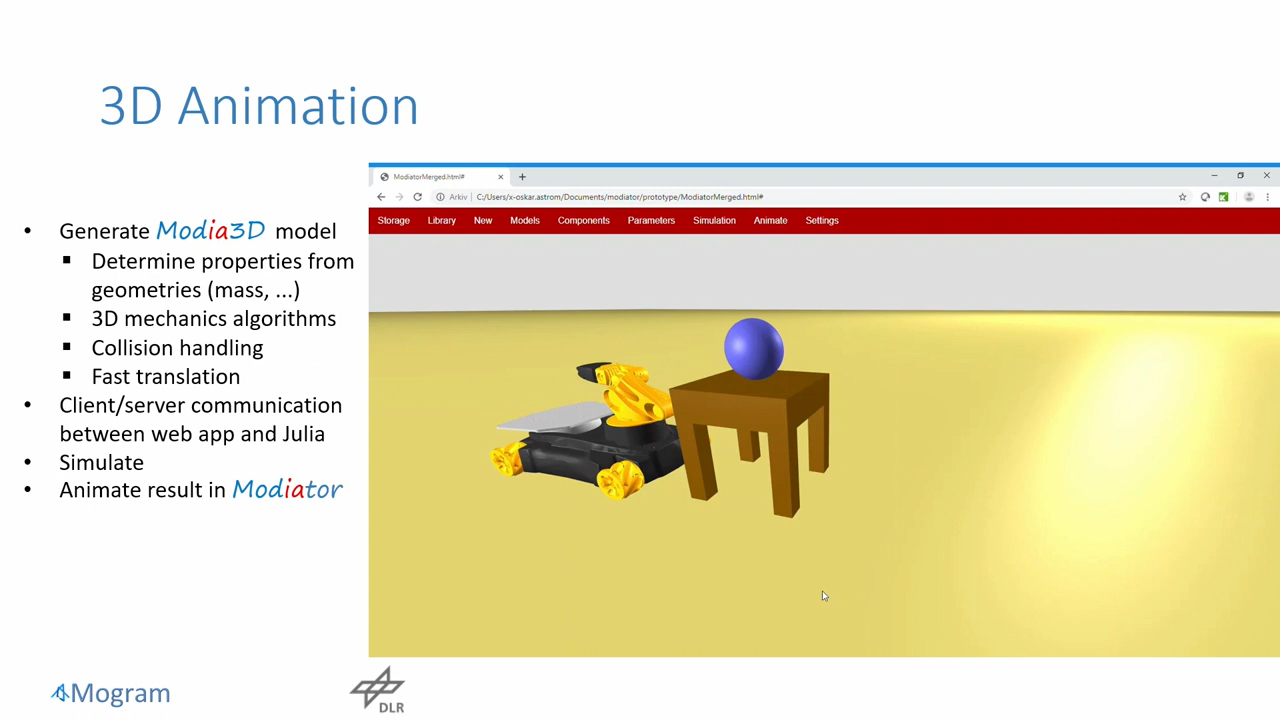 3D Animation
ModiatorMerged.html#
Arkiv
C:/Users/x-oskar.astrom/Documents/modiator/prototype/ModiatorMerged.html#
Storage Library New Models Components Parameters Simulation Animate Settings
• Generate Modia3D model
▪ Determine properties from
geometries (mass, ...)
▪ 3D mechanics algorithms
▪ Collision handling
▪ Fast translation
• Client/server communication
between web app and Julia
• Simulate
• Animate result in Modiator
Mogram
DLR